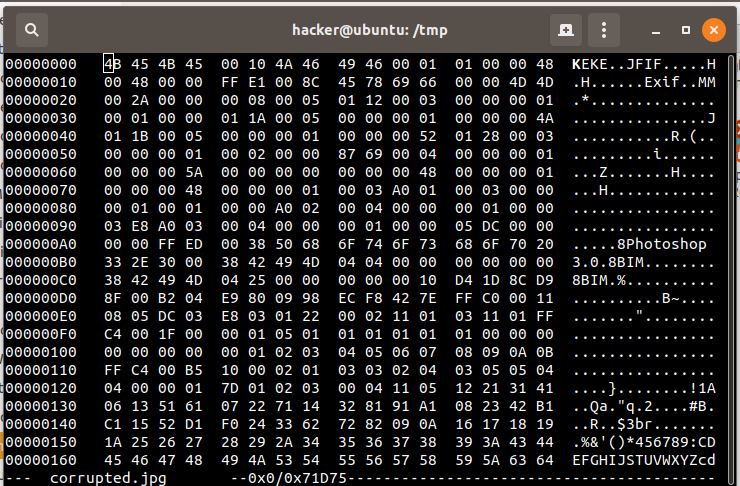 hacker@ubuntu: /tmp
00000000 4B 45 4B 45 00 10 4A 46 49 46 00 01 01 00 00 48 KEKE..JFIF.....H
00000010 00 48 00 00 FF E1 00 8C 45 78 69 66 00 00 4D 4D .H......Exif..MM
00000020 00 2A 00 00 00 08 00 05 01 12 00 03 00 00 00 01 .*..............
00000030 00 01 00 00 01 1A 00 05 00 00 00 01 00 00 00 4A ...............J
00000040 01 1B 00 05 00 00 00 01 00 00 00 52 01 28 00 03 ...........R.(..
00000050 00 00 00 01 00 02 00 00 87 69 00 04 00 00 00 01 .........i......
00000060 00 00 00 5A 00 00 00 00 00 00 00 48 00 00 00 01 ...Z.......H....
00000070 00 00 00 48 00 00 00 01 00 03 A0 01 00 03 00 00 ...H............
00000080 00 01 00 01 00 00 A0 02 00 04 00 00 00 01 00 00 ................
00000090 03 E8 A0 03 00 04 00 00 00 01 00 00 05 DC 00 00 ................
000000A0 00 00 FF ED 00 38 50 68 6F 74 6F 73 68 6F 70 20 .....8Photoshop
000000B0 33 2E 30 00 38 42 49 4D 04 04 00 00 00 00 00 00 3.0.8BIM........
000000C0 38 42 49 4D 04 25 00 00 00 00 00 10 D4 1D 8C D9 8BIM.%..........
000000D0 8F 00 B2 04 E9 80 09 98 EC F8 42 7E FF C0 00 11 ..........B~....
000000E0 08 05 DC 03 E8 03 01 22 00 02 11 01 03 11 01 FF ......."........
000000F0 C4 00 1F 00 00 01 05 01 01 01 01 01 01 00 00 00 ................
00000100 00 00 00 00 00 01 02 03 04 05 06 07 08 09 0A 0B ................
00000110 FF C4 00 B5 10 00 02 01 03 03 02 04 03 05 05 04 ................
00000120 04 00 00 01 7D 01 02 03 00 04 11 05 12 21 31 41 ....}........!1A
00000130 06 13 51 61 07 22 71 14 32 81 91 A1 08 23 42 B1 ..Qa."q.2....#B.
00000140 C1 15 52 D1 F0 24 33 62 72 82 09 0A 16 17 18 19 ..R..$3br.......
00000150 1A 25 26 27 28 29 2A 34 35 36 37 38 39 3A 43 44 .%&'()*456789:CD
00000160 45 46 47 48 49 4A 53 54 55 56 57 58 59 5A 63 64 EFGHIJSTUVWXYZcd
--- corrupted.jpg --0x0/0x71D75--------------------------------------